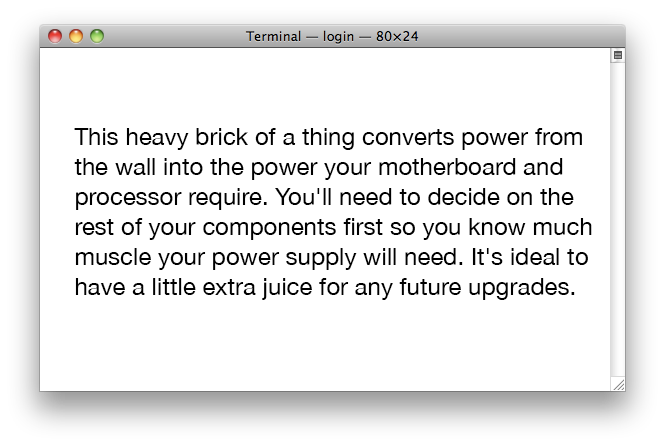 Terminal — login — 80×24
This heavy brick of a thing converts power from
the wall into the power your motherboard and
processor require. You'll need to decide on the
rest of your components first so you know much
muscle your power supply will need. It's ideal to
have a little extra juice for any future upgrades.